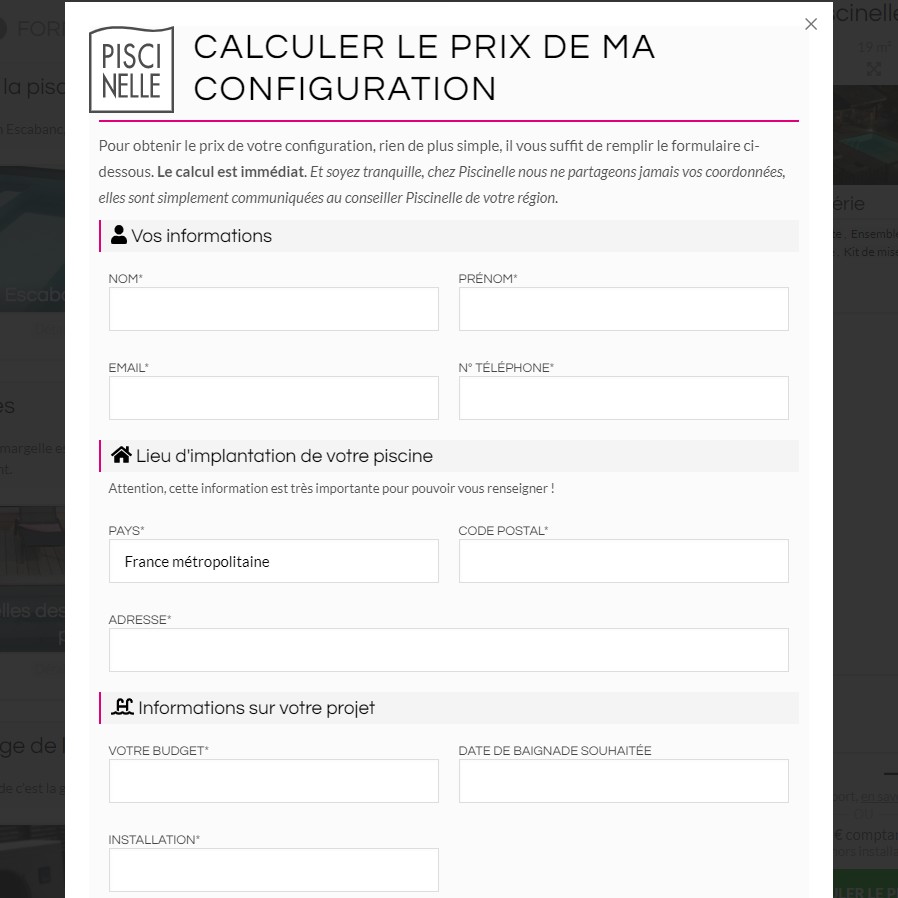 PISCI
NELLE
CALCULER LE PRIX DE MA
CONFIGURATION
Pour obtenir le prix de votre configuration, rien de plus simple, il vous suffit de remplir le formulaire ci-
dessous. Le calcul est immédiat. Et soyez tranquille, chez Piscinelle nous ne partageons jamais vos coordonnées,
elles sont simplement communiquées au conseiller Piscinelle de votre région.
Vos informations
NOM* PRÉNOM*
EMAIL* N° TÉLÉPHONE*
Lieu d'implantation de votre piscine
Attention, cette information est très importante pour pouvoir vous renseigner !
PAYS* CODE POSTAL*
France métropolitaine
ADRESSE*
Informations sur votre projet
VOTRE BUDGET* DATE DE BAIGNADE SOUHAITÉE
INSTALLATION*
19 m²